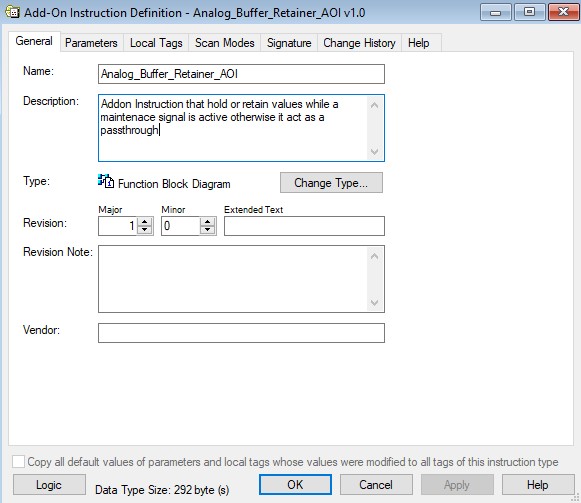 Add-On Instruction Definition - Analog_Buffer_Retainer_AOI v1.0
General Parameters Local Tags Scan Modes Signature Change History Help
Name: Analog_Buffer_Retainer_AOI
Description: Addon Instruction that hold or retain values while a
maintenace signal is active otherwise it act as a
passthrough
Type: Function Block Diagram Change Type...
Major Minor Extended Text
Revision: 1 0
Revision Note:
Vendor:
Copy all default values of parameters and local tags whose values were modified to all tags of this instruction type
Logic Data Type Size: 292 byte (s) OK Cancel Apply Help